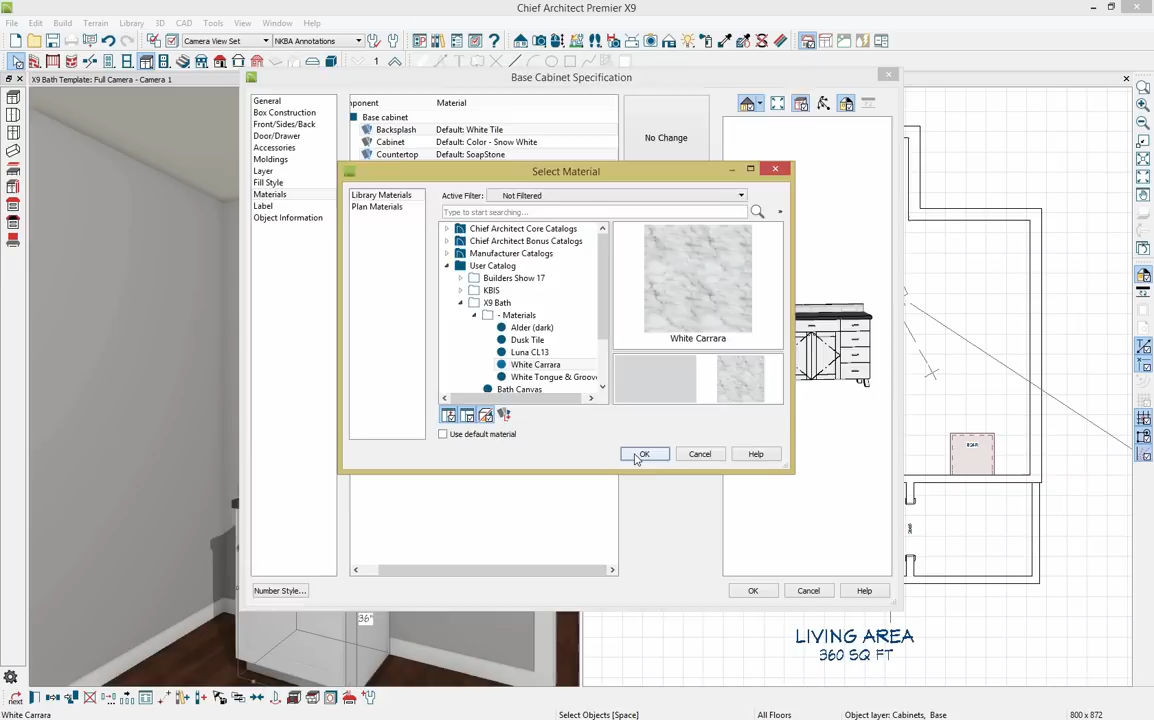 Chief Architect Premier X9
File Edit Build Terrain Library 3D CAD Tools View Window Help
Camera View Set NKBA Annotations
X9 Bath Template: Full Camera - Camera 1
Base Cabinet Specification
General
Box Construction
Front/Sides/Back
Door/Drawer
Accessories
Moldings
Layer
Fill Style
Materials
Label
Object Information
ponent Material
Base cabinet
Backsplash Default: White Tile
Cabinet Default: Color - Snow White
Countertop Default: SoapStone
No Change
Select Material
Library Materials
Plan Materials
Active Filter: Not Filtered
Type to start searching...
Chief Architect Core Catalogs
Chief Architect Bonus Catalogs
Manufacturer Catalogs
User Catalog
Builders Show 17
KBIS
X9 Bath
- Materials
Alder (dark)
Dusk Tile
Luna CL13
White Carrara
White Tongue & Groov
Bath Canvas
White Carrara
Use default material
OK Cancel Help
Number Style...
OK Cancel Help
36"
LIVING AREA
360 SQ FT
next
White Carrara
Select Objects [Space]
All Floors
Object layer: Cabinets, Base
800 x 872